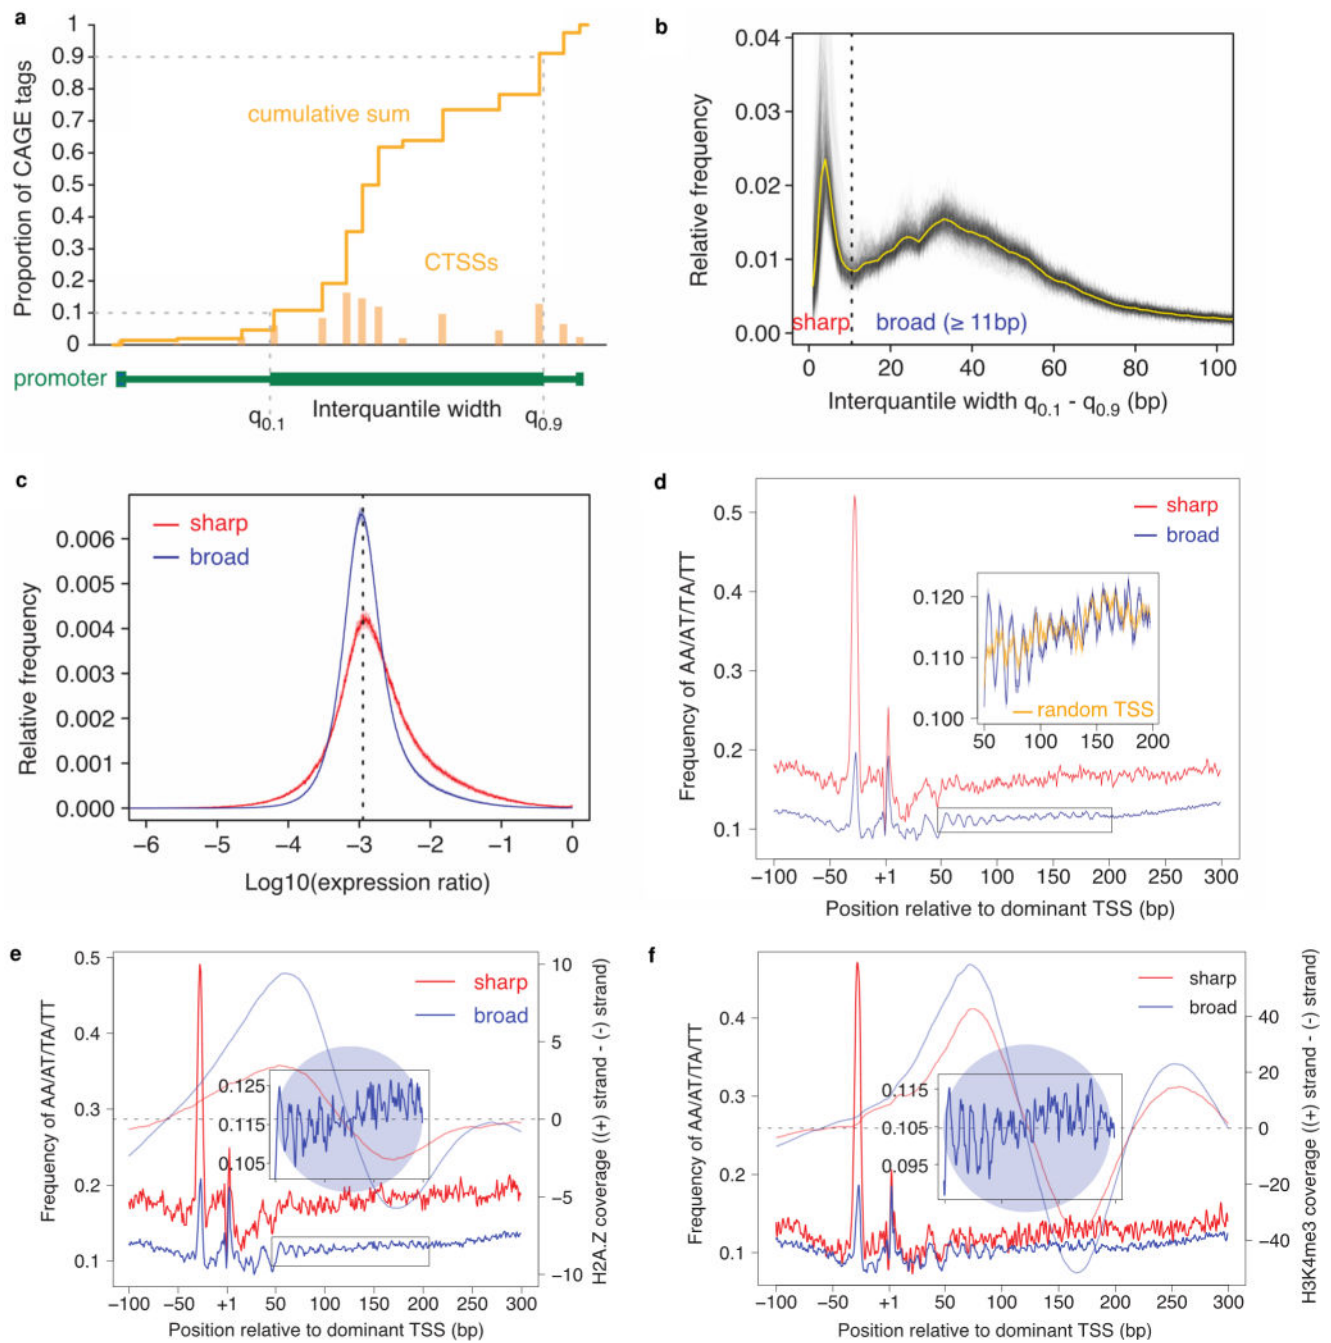 a
Proportion of CAGE tags
1
0.9
0.8
0.7
0.6
0.5
0.4
0.3
0.2
0.1
0
cumulative sum
CTSSs
promoter
q0.1
Interquantile width
q0.9
b
Relative frequency
0.04
0.03
0.02
0.01
0.00
sharp
broad (≥ 11bp)
0 20 40 60 80 100
Interquantile width q0.1 - q0.9 (bp)
c
Relative frequency
0.006
0.005
0.004
0.003
0.002
0.001
0.000
sharp
broad
−6 −5 −4 −3 −2 −1 0
Log10(expression ratio)
d
Frequency of AA/AT/TA/TT
0.5
0.4
0.3
0.2
0.1
sharp
broad
0.120
0.110
0.100
random TSS
50 100 150 200
−100 −50 +1 50 100 150 200 250 300
Position relative to dominant TSS (bp)
e
Frequency of AA/AT/TA/TT
0.5
0.4
0.3
0.2
0.1
sharp
broad
0.125
0.115
0.105
10
5
0
−5
−10
H2A.Z coverage ((+) strand - (-) strand)
−100 −50 +1 50 100 150 200 250 300
Position relative to dominant TSS (bp)
f
Frequency of AA/AT/TA/TT
0.4
0.3
0.2
0.1
sharp
broad
0.115
0.105
0.095
40
20
0
−20
−40
H3K4me3 coverage ((+) strand - (-) strand)
−100 −50 +1 50 100 150 200 250 300
Position relative to dominant TSS (bp)